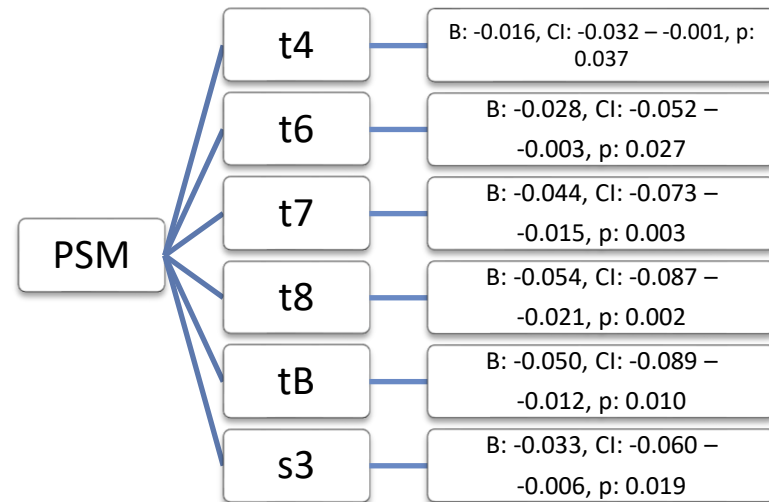 t4
B: -0.016, CI: -0.032 – -0.001, p:
0.037
t6
B: -0.028, CI: -0.052 –
-0.003, p: 0.027
t7
B: -0.044, CI: -0.073 –
-0.015, p: 0.003
PSM
t8
B: -0.054, CI: -0.087 –
-0.021, p: 0.002
tB
B: -0.050, CI: -0.089 –
-0.012, p: 0.010
s3
B: -0.033, CI: -0.060 –
-0.006, p: 0.019